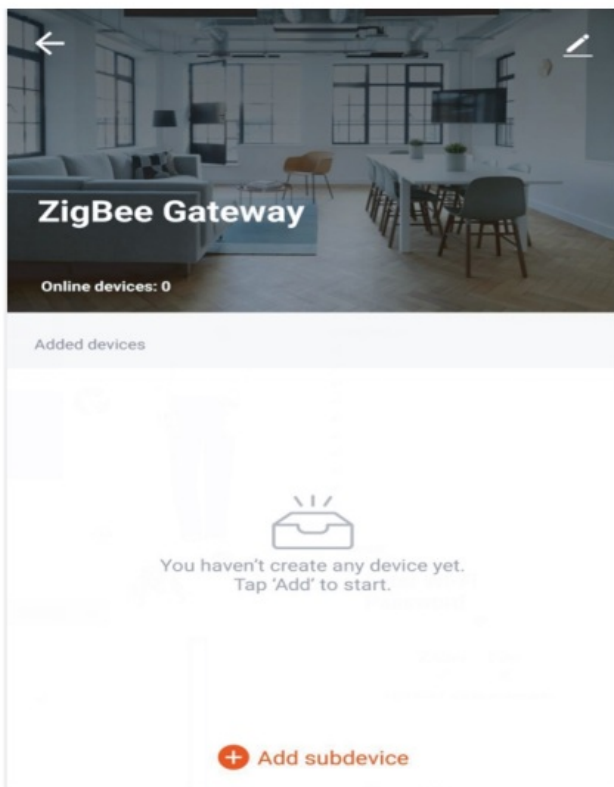 ZigBee Gateway
Online devices: 0
Added devices
You haven't create any device yet.
Tap 'Add' to start.
Add subdevice